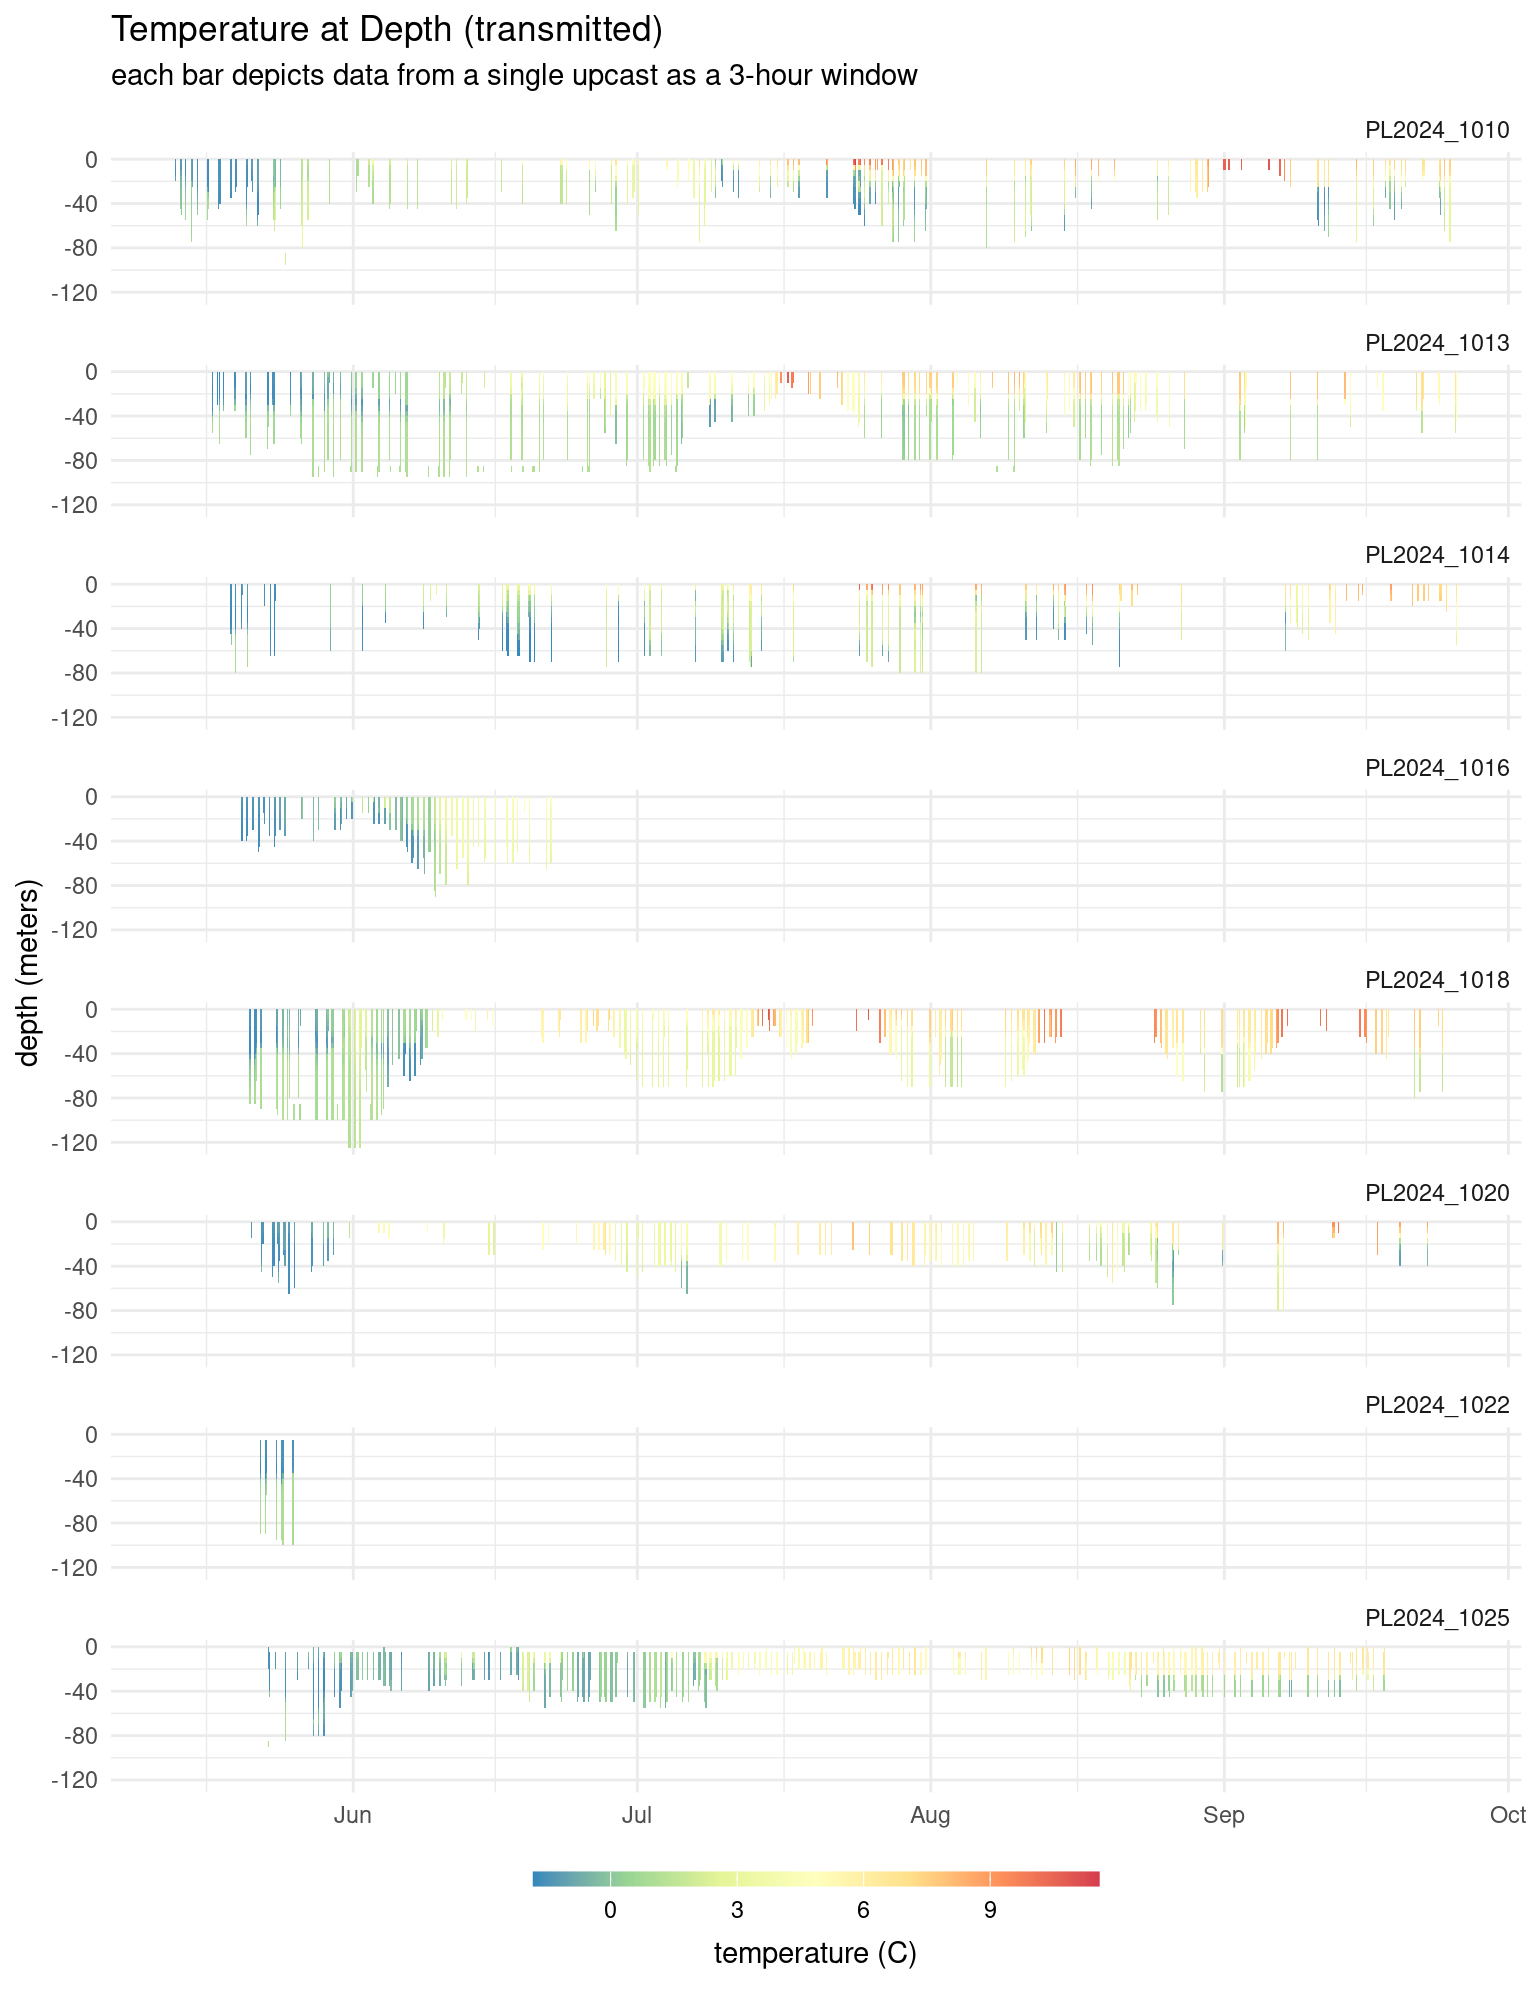 Temperature at Depth (transmitted)
each bar depicts data from a single upcast as a 3-hour window
PL2024_1010
0
-40
-80
-120
PL2024_1013
0
-40
-80
-120
PL2024_1014
0
-40
-80
-120
PL2024_1016
0
-40
-80
-120
depth (meters)
PL2024_1018
0
-40
-80
-120
PL2024_1020
0
-40
-80
-120
PL2024_1022
0
-40
-80
-120
PL2024_1025
0
-40
-80
-120
Jun Jul Aug Sep Oct
0 3 6 9
temperature (C)